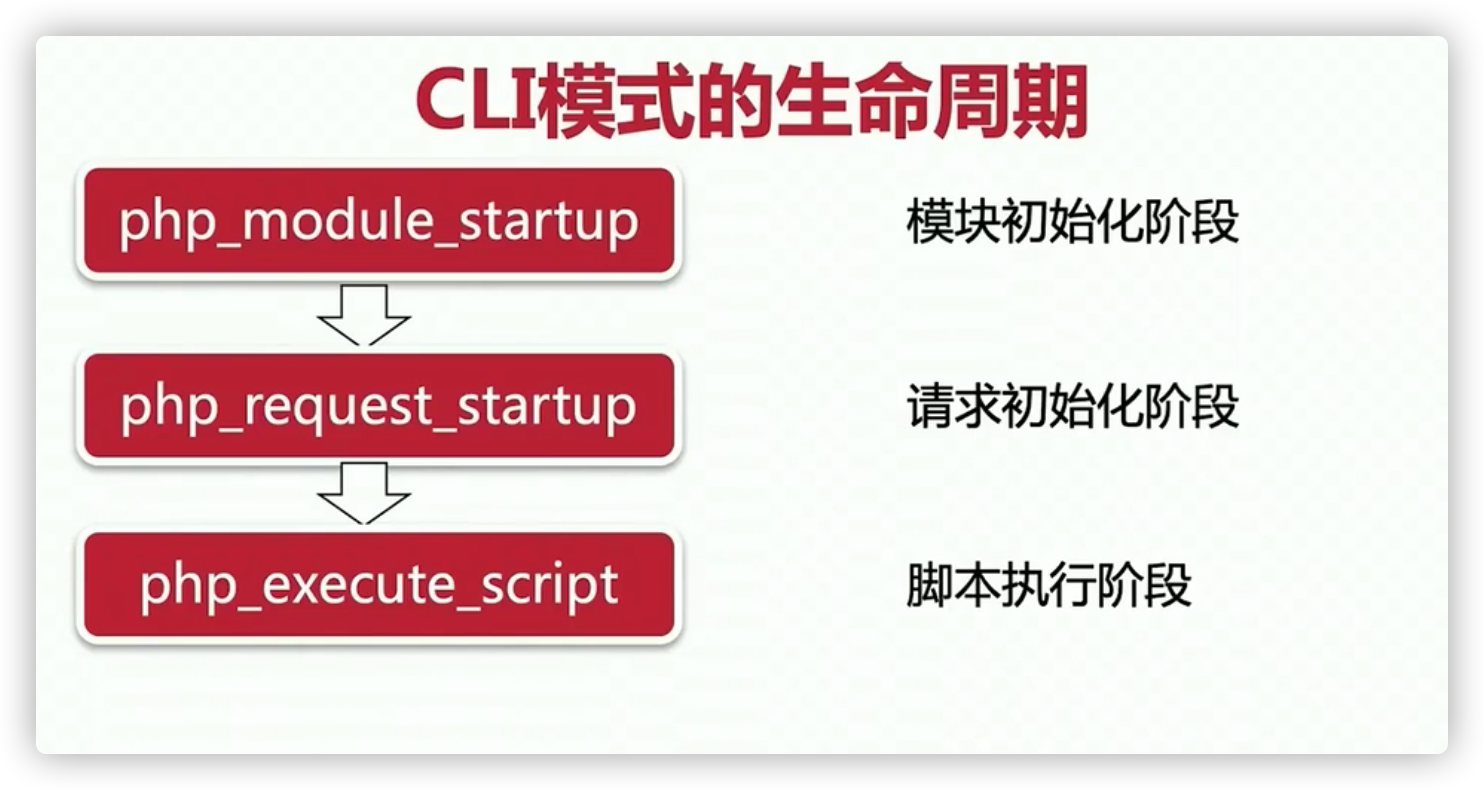 CLI模式的生命周期
php_module_startup
模块初始化阶段
php_request_startup
请求初始化阶段
php_execute_script
脚本执行阶段